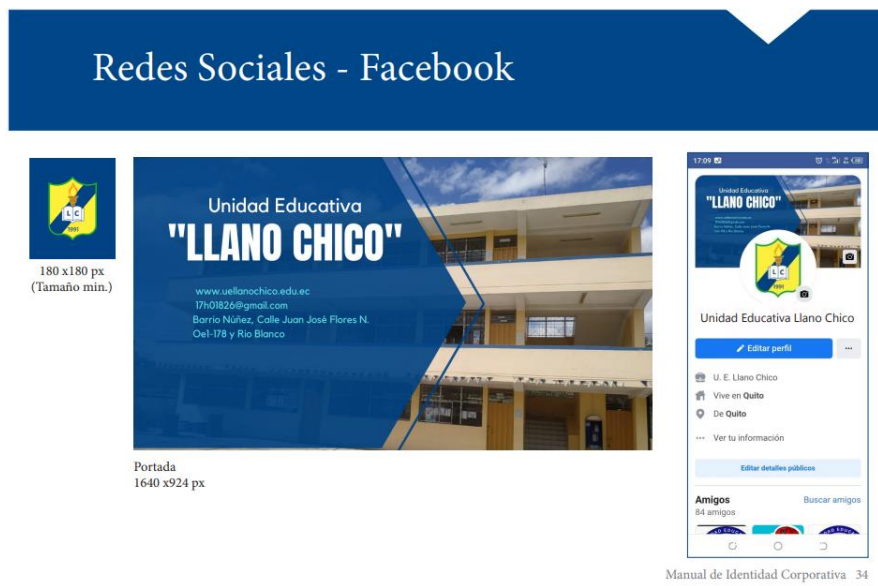 Redes Sociales - Facebook
L C
1991
180 x180 px
(Tamaño min.)
Unidad Educativa
"LLANO CHICO"
www.uellanochico.edu.ec
17h01826@gmail.com
Barrio Núñez, Calle Juan José Flores N.
Oe1-178 y Rio Blanco
Portada
1640 x924 px
17:09
Unidad Educativa
"LLANO CHICO"
L C
1991
Unidad Educativa Llano Chico
Editar perfil
U. E. Llano Chico
Vive en Quito
De Quito
Ver tu información
Editar detalles públicos
Amigos
Buscar amigos
84 amigos
Manual de Identidad Corporativa 34